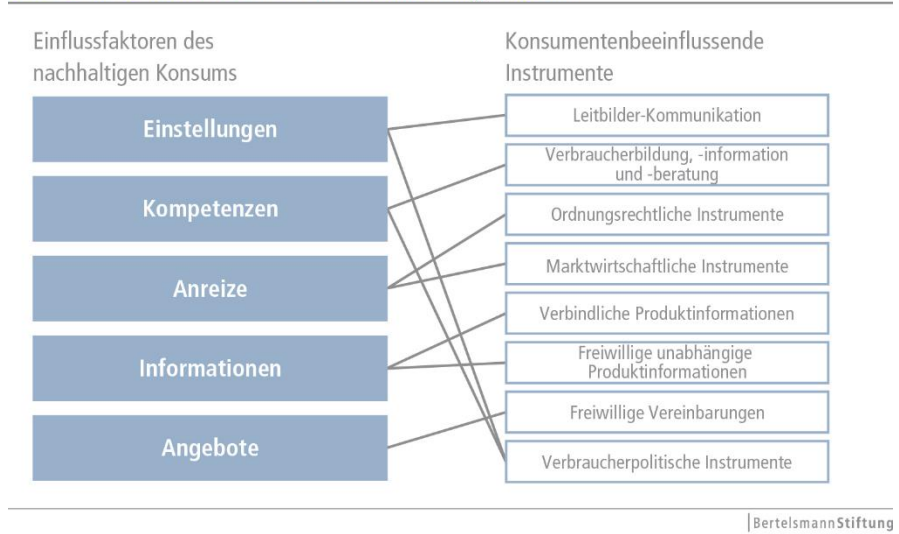 Einflussfaktoren des
nachhaltigen Konsums
Einstellungen
Kompetenzen
Anreize
Informationen
Angebote
Konsumentenbeeinflussende
Instrumente
Leitbilder-Kommunikation
Verbraucherbildung, -information
und -beratung
Ordnungsrechtliche Instrumente
Marktwirtschaftliche Instrumente
Verbindliche Produktinformationen
Freiwillige unabhängige
Produktinformationen
Freiwillige Vereinbarungen
Verbraucherpolitische Instrumente
BertelsmannStiftung